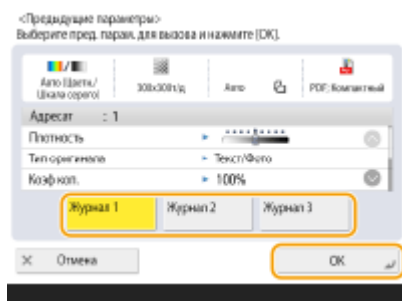 <Предыдущие параметры>
Выберите пред. парам. для вызова и нажмите [OK].
Авто (Цветн./
Шкала серого)
300x300т/д
Авто
PDF; Компактный
Адресат : 1
Плотность
Тип оригинала ▸ Текст/Фото
Коэф коп. ▸ 100%
Журнал 1 Журнал 2 Журнал 3
× Отмена OK